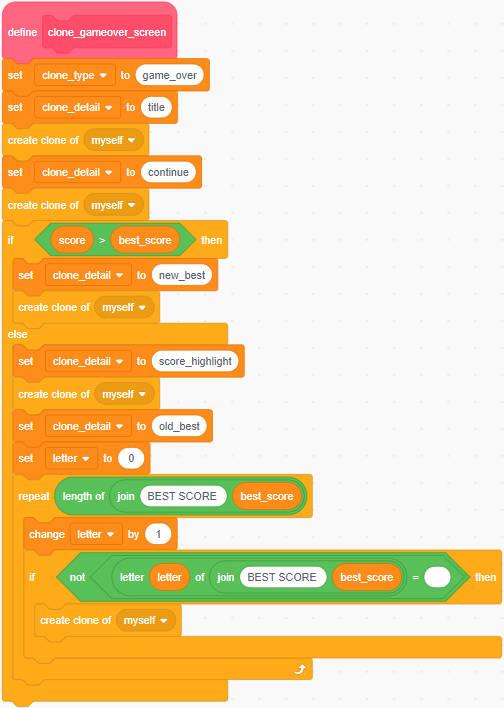 define clone_gameover_screen
set clone_type to game_over
set clone_detail to title
create clone of myself
set clone_detail to continue
create clone of myself
if score > best_score then
set clone_detail to new_best
create clone of myself
else
set clone_detail to score_highlight
create clone of myself
set clone_detail to old_best
set letter to 0
repeat length of join BEST SCORE best_score
change letter by 1
if not letter letter of join BEST SCORE best_score = then
create clone of myself